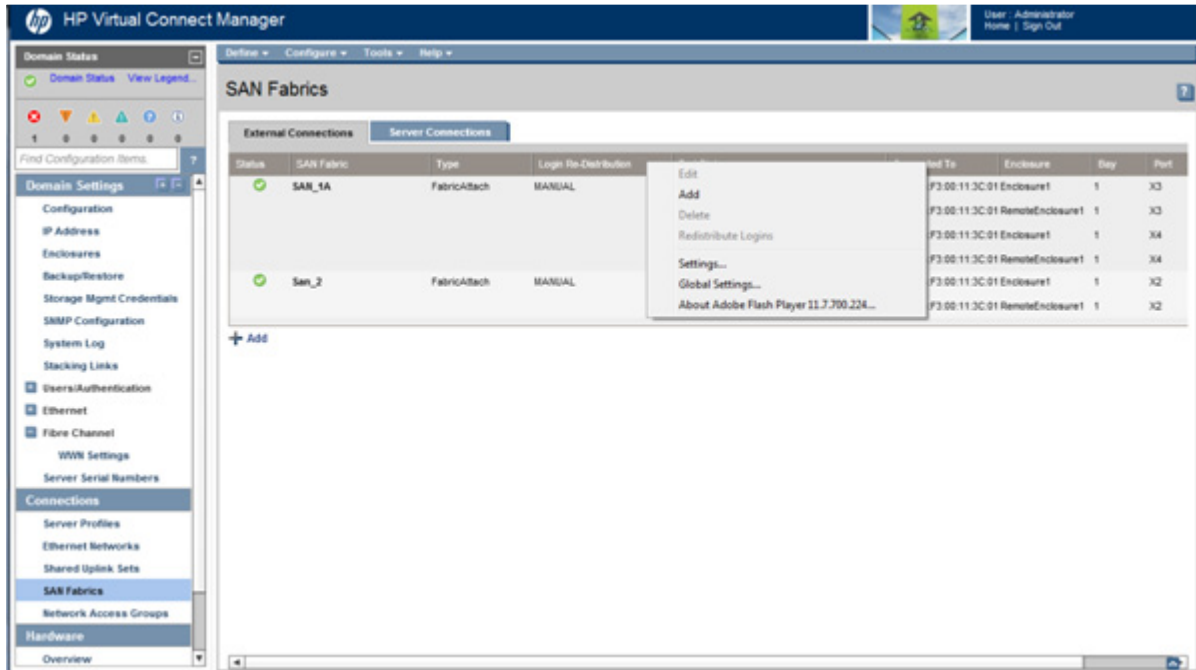 hp HP Virtual Connect Manager
User : Administrator
Home | Sign Out
Domain Status
Define Configure Tools Help
Domain Status View Legend...
SAN Fabrics
?
1 0 0 0 0 0
External Connections Server Connections
Find Configuration Items. ?
Status SAN Fabric Type Login Re-Distribution To Enclosure Bay Port
Domain Settings
SAN_1A FabricAttach MANUAL :F3:00:11:3C:01 Enclosure1 1 X3
Configuration
:F3:00:11:3C:01 RemoteEnclosure1 1 X3
IP Address
:F3:00:11:3C:01 Enclosure1 1 X4
Enclosures
:F3:00:11:3C:01 RemoteEnclosure1 1 X4
Backup/Restore
San_2 FabricAttach MANUAL :F3:00:11:3C:01 Enclosure1 1 X2
Storage Mgmt Credentials
:F3:00:11:3C:01 RemoteEnclosure1 1 X2
Edit
Add
Delete
Redistribute Logins
Settings...
Global Settings...
About Adobe Flash Player 11.7.700.224...
Add
SNMP Configuration
System Log
Stacking Links
Users/Authentication
Ethernet
Fibre Channel
WWN Settings
Server Serial Numbers
Connections
Server Profiles
Ethernet Networks
Shared Uplink Sets
SAN Fabrics
Network Access Groups
Hardware
Overview